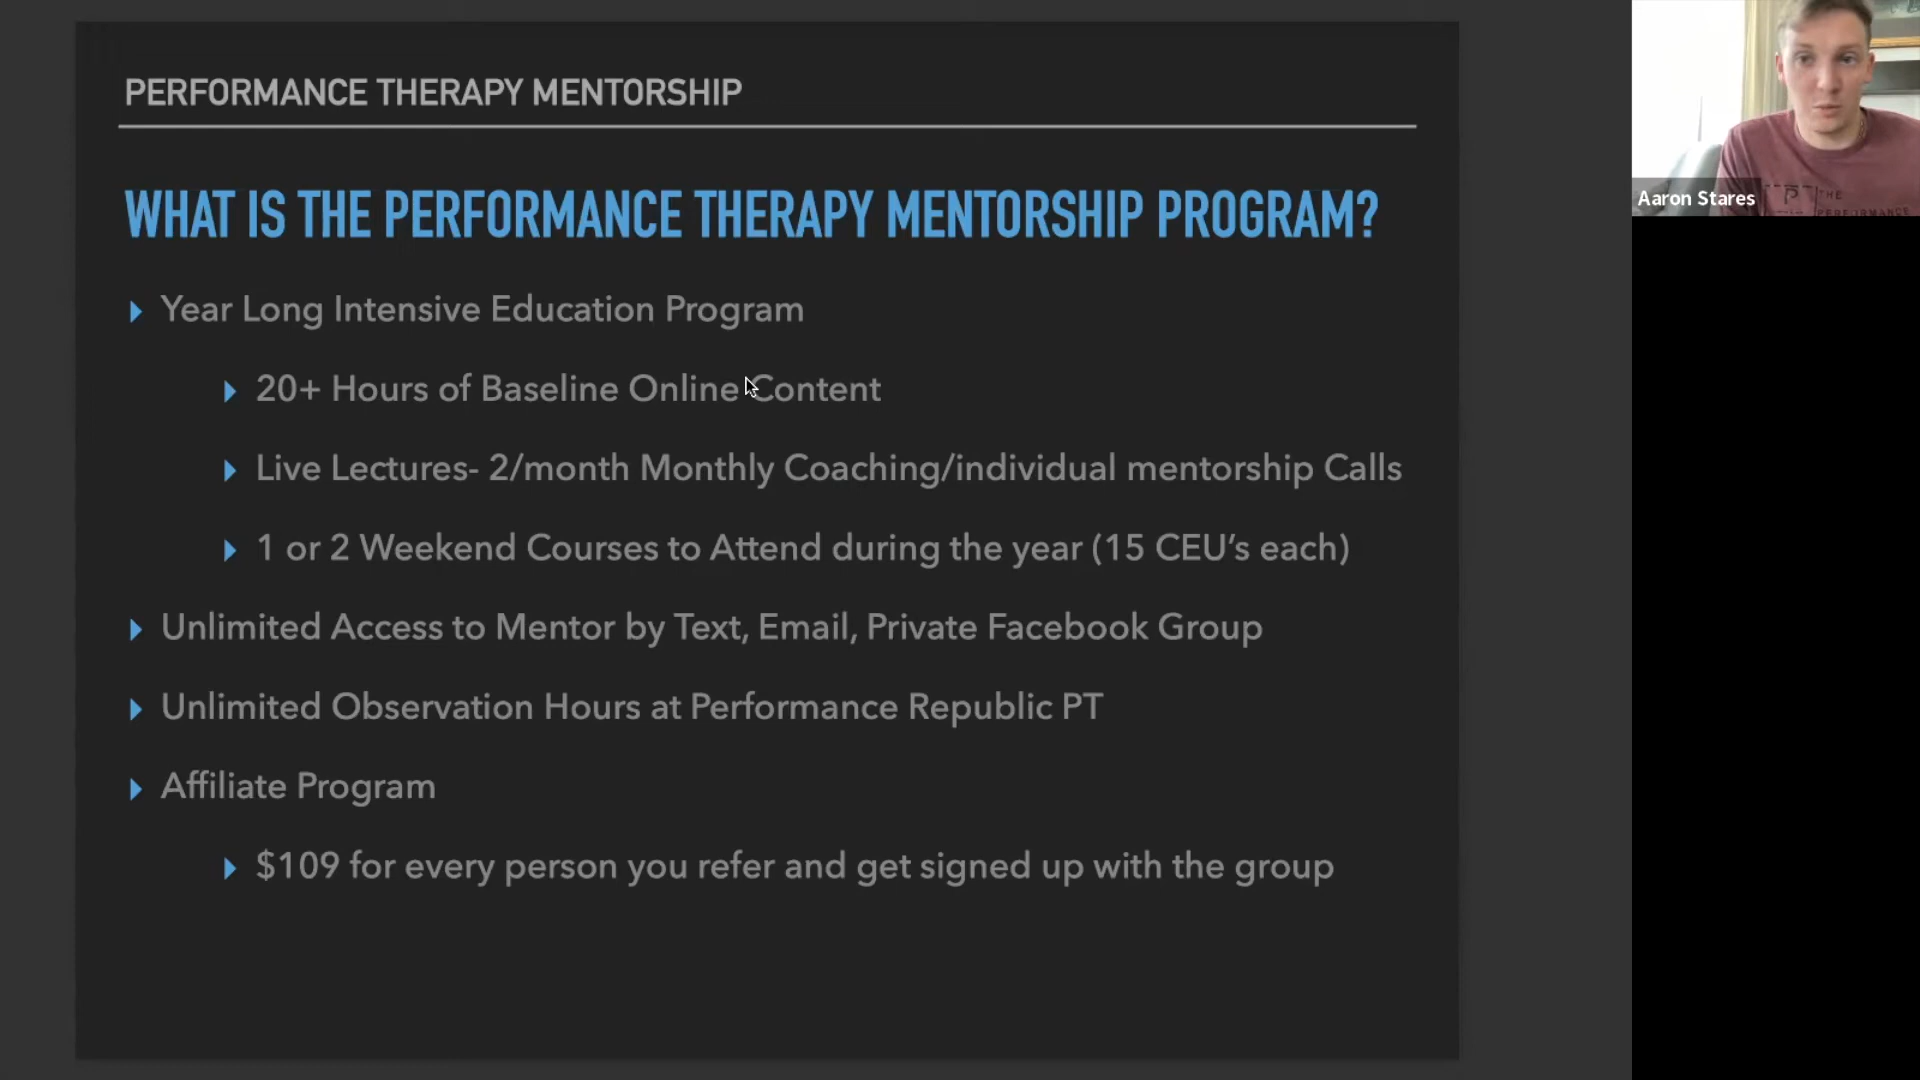 PERFORMANCE THERAPY MENTORSHIP
WHAT IS THE PERFORMANCE THERAPY MENTORSHIP PROGRAM?
Year Long Intensive Education Program
20+ Hours of Baseline Online Content
Live Lectures- 2/month Monthly Coaching/individual mentorship Calls
1 or 2 Weekend Courses to Attend during the year (15 CEU’s each)
Unlimited Access to Mentor by Text, Email, Private Facebook Group
Unlimited Observation Hours at Performance Republic PT
Affiliate Program
$109 for every person you refer and get signed up with the group
Aaron Stares
THE
PERFORMANCE